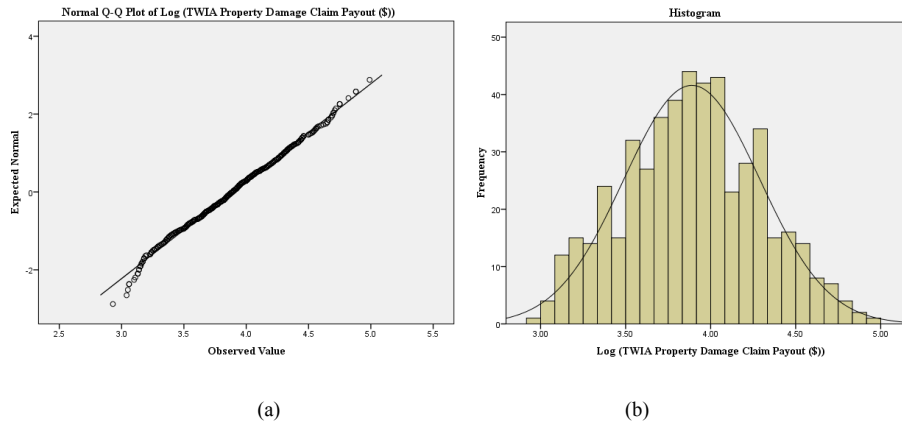 Normal Q-Q Plot of Log (TWIA Property Damage Claim Payout ($))
Expected Normal
4
2
0
-2
2.5 3.0 3.5 4.0 4.5 5.0 5.5
Observed Value
(a)
Histogram
Frequency
50
40
30
20
10
0
3.00 3.50 4.00 4.50 5.00
Log (TWIA Property Damage Claim Payout ($))
(b)